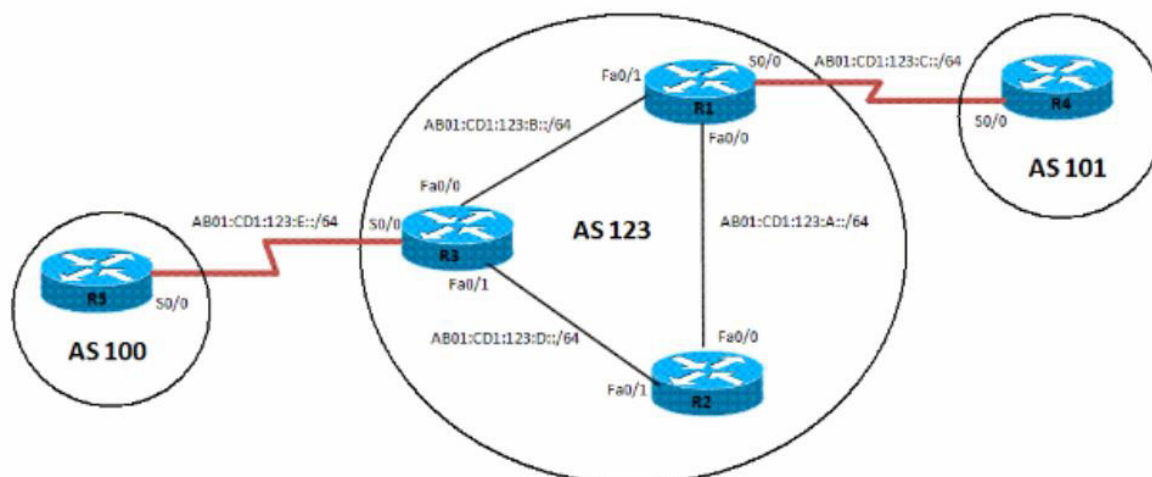 S0/0
AB01:CD1:123:C::/64
R4
Fa0/1
R1
S0/0
AB01:CD1:123:B::/64
Fa0/0
AS 101
Fa0/0
AB01:CD1:123:E::/64
S0/0
AS 123
AB01:CD1:123:A::/64
R3
Fa0/1
R5
S0/0
AS 100
AB01:CD1:123:D::/64
Fa0/0
Fa0/1
R2